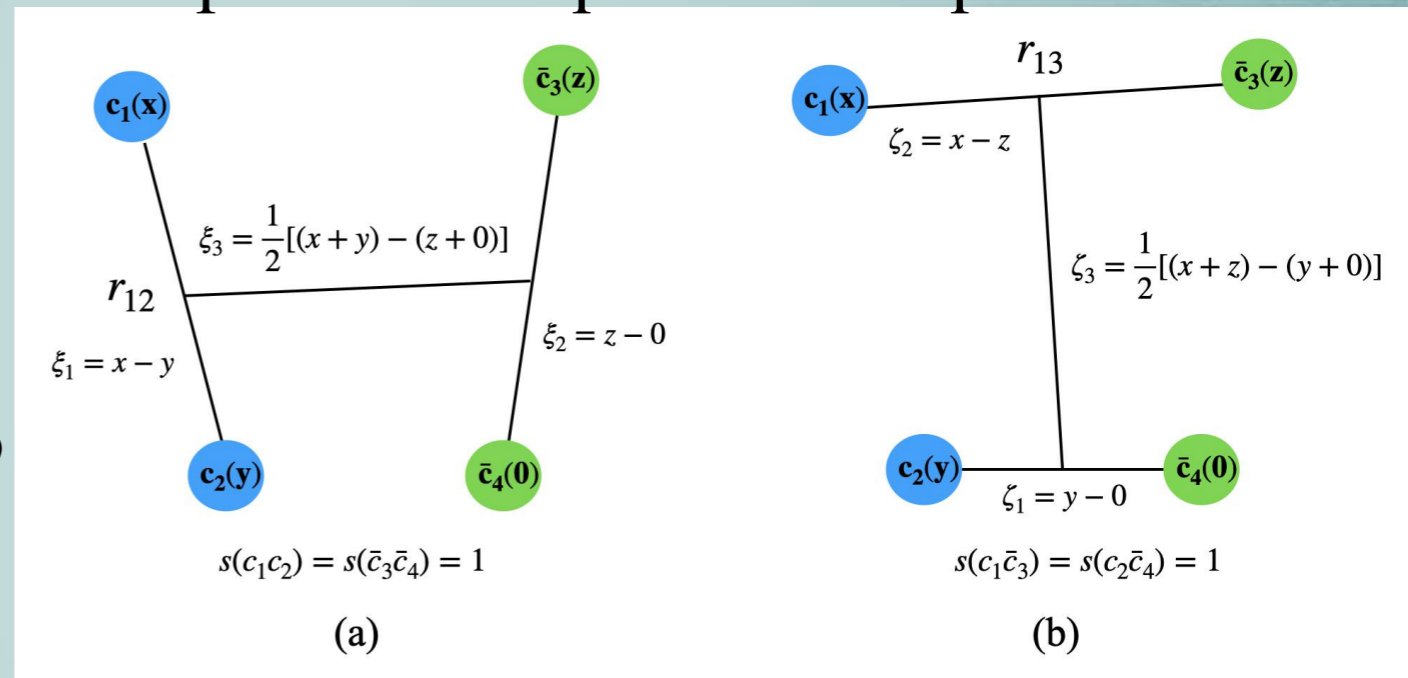 c₁(x)
c̄₃(z)
ξ₃ = 1/2[(x + y) − (z + 0)]
r₁₂
ξ₁ = x − y
ξ₂ = z − 0
c₂(y)
c̄₄(0)
s(c₁c₂) = s(c̄₃c̄₄) = 1
(a)
r₁₃
c₁(x)
c̄₃(z)
ζ₂ = x − z
ζ₃ = 1/2[(x + z) − (y + 0)]
c₂(y)
c̄₄(0)
ζ₁ = y − 0
s(c₁c̄₃) = s(c₂c̄₄) = 1
(b)